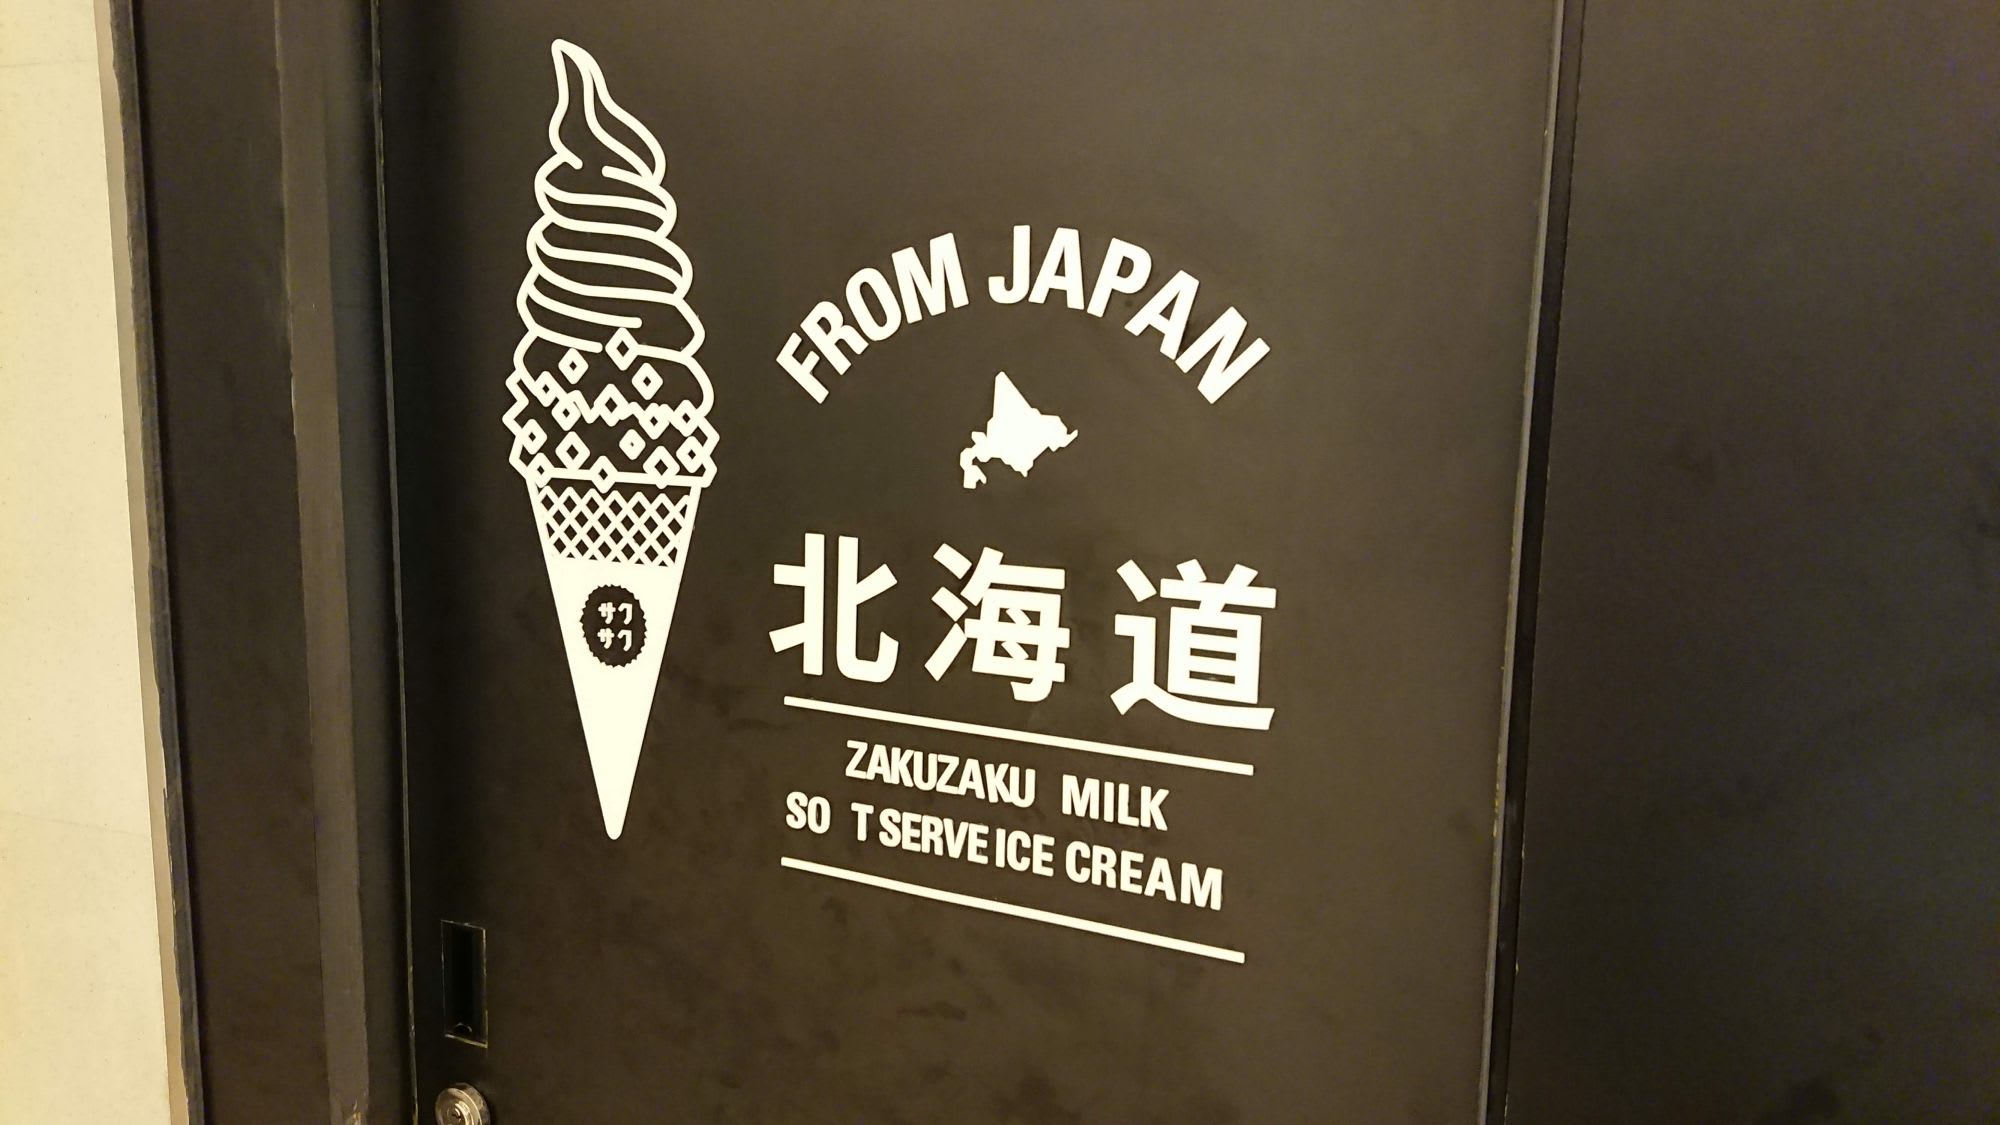 FROM JAPAN
北海道
ZAKUZAKU MILK
SO T SERVE ICE CREAM
サク
サク